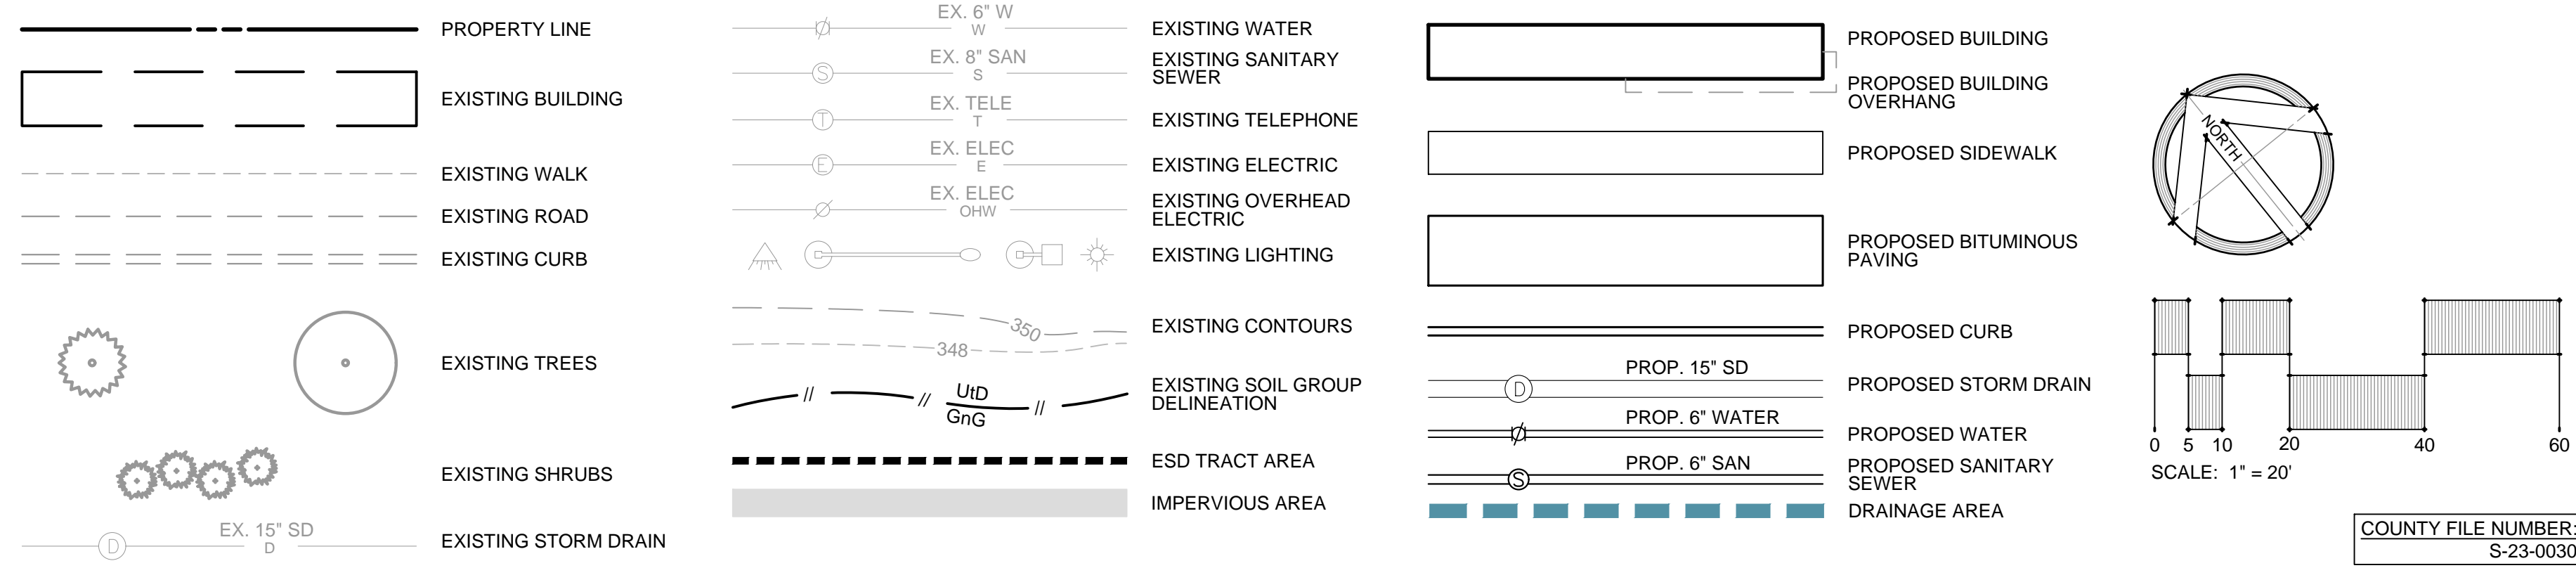 PROPERTY LINE
EXISTING BUILDING
EXISTING WALK
EXISTING ROAD
EXISTING CURB
EXISTING TREES
EXISTING SHRUBS
EX. 15" SD
D
D
EXISTING STORM DRAIN
EX. 6" W
W
EXISTING WATER
EX. 8" SAN
S
S
EXISTING SANITARY
SEWER
EX. TELE
T
T
EXISTING TELEPHONE
EX. ELEC
E
E
EXISTING ELECTRIC
EX. ELEC
OHW
EXISTING OVERHEAD
ELECTRIC
EXISTING LIGHTING
350
348
EXISTING CONTOURS
UtD
GnG
EXISTING SOIL GROUP
DELINEATION
ESD TRACT AREA
IMPERVIOUS AREA
PROPOSED BUILDING
PROPOSED BUILDING
OVERHANG
PROPOSED SIDEWALK
PROPOSED BITUMINOUS
PAVING
PROPOSED CURB
PROP. 15" SD
D
PROPOSED STORM DRAIN
PROP. 6" WATER
PROPOSED WATER
PROP. 6" SAN
S
PROPOSED SANITARY
SEWER
DRAINAGE AREA
NORTH
0 5 10 20 40 60
SCALE: 1" = 20'
COUNTY FILE NUMBER:
S-23-0030